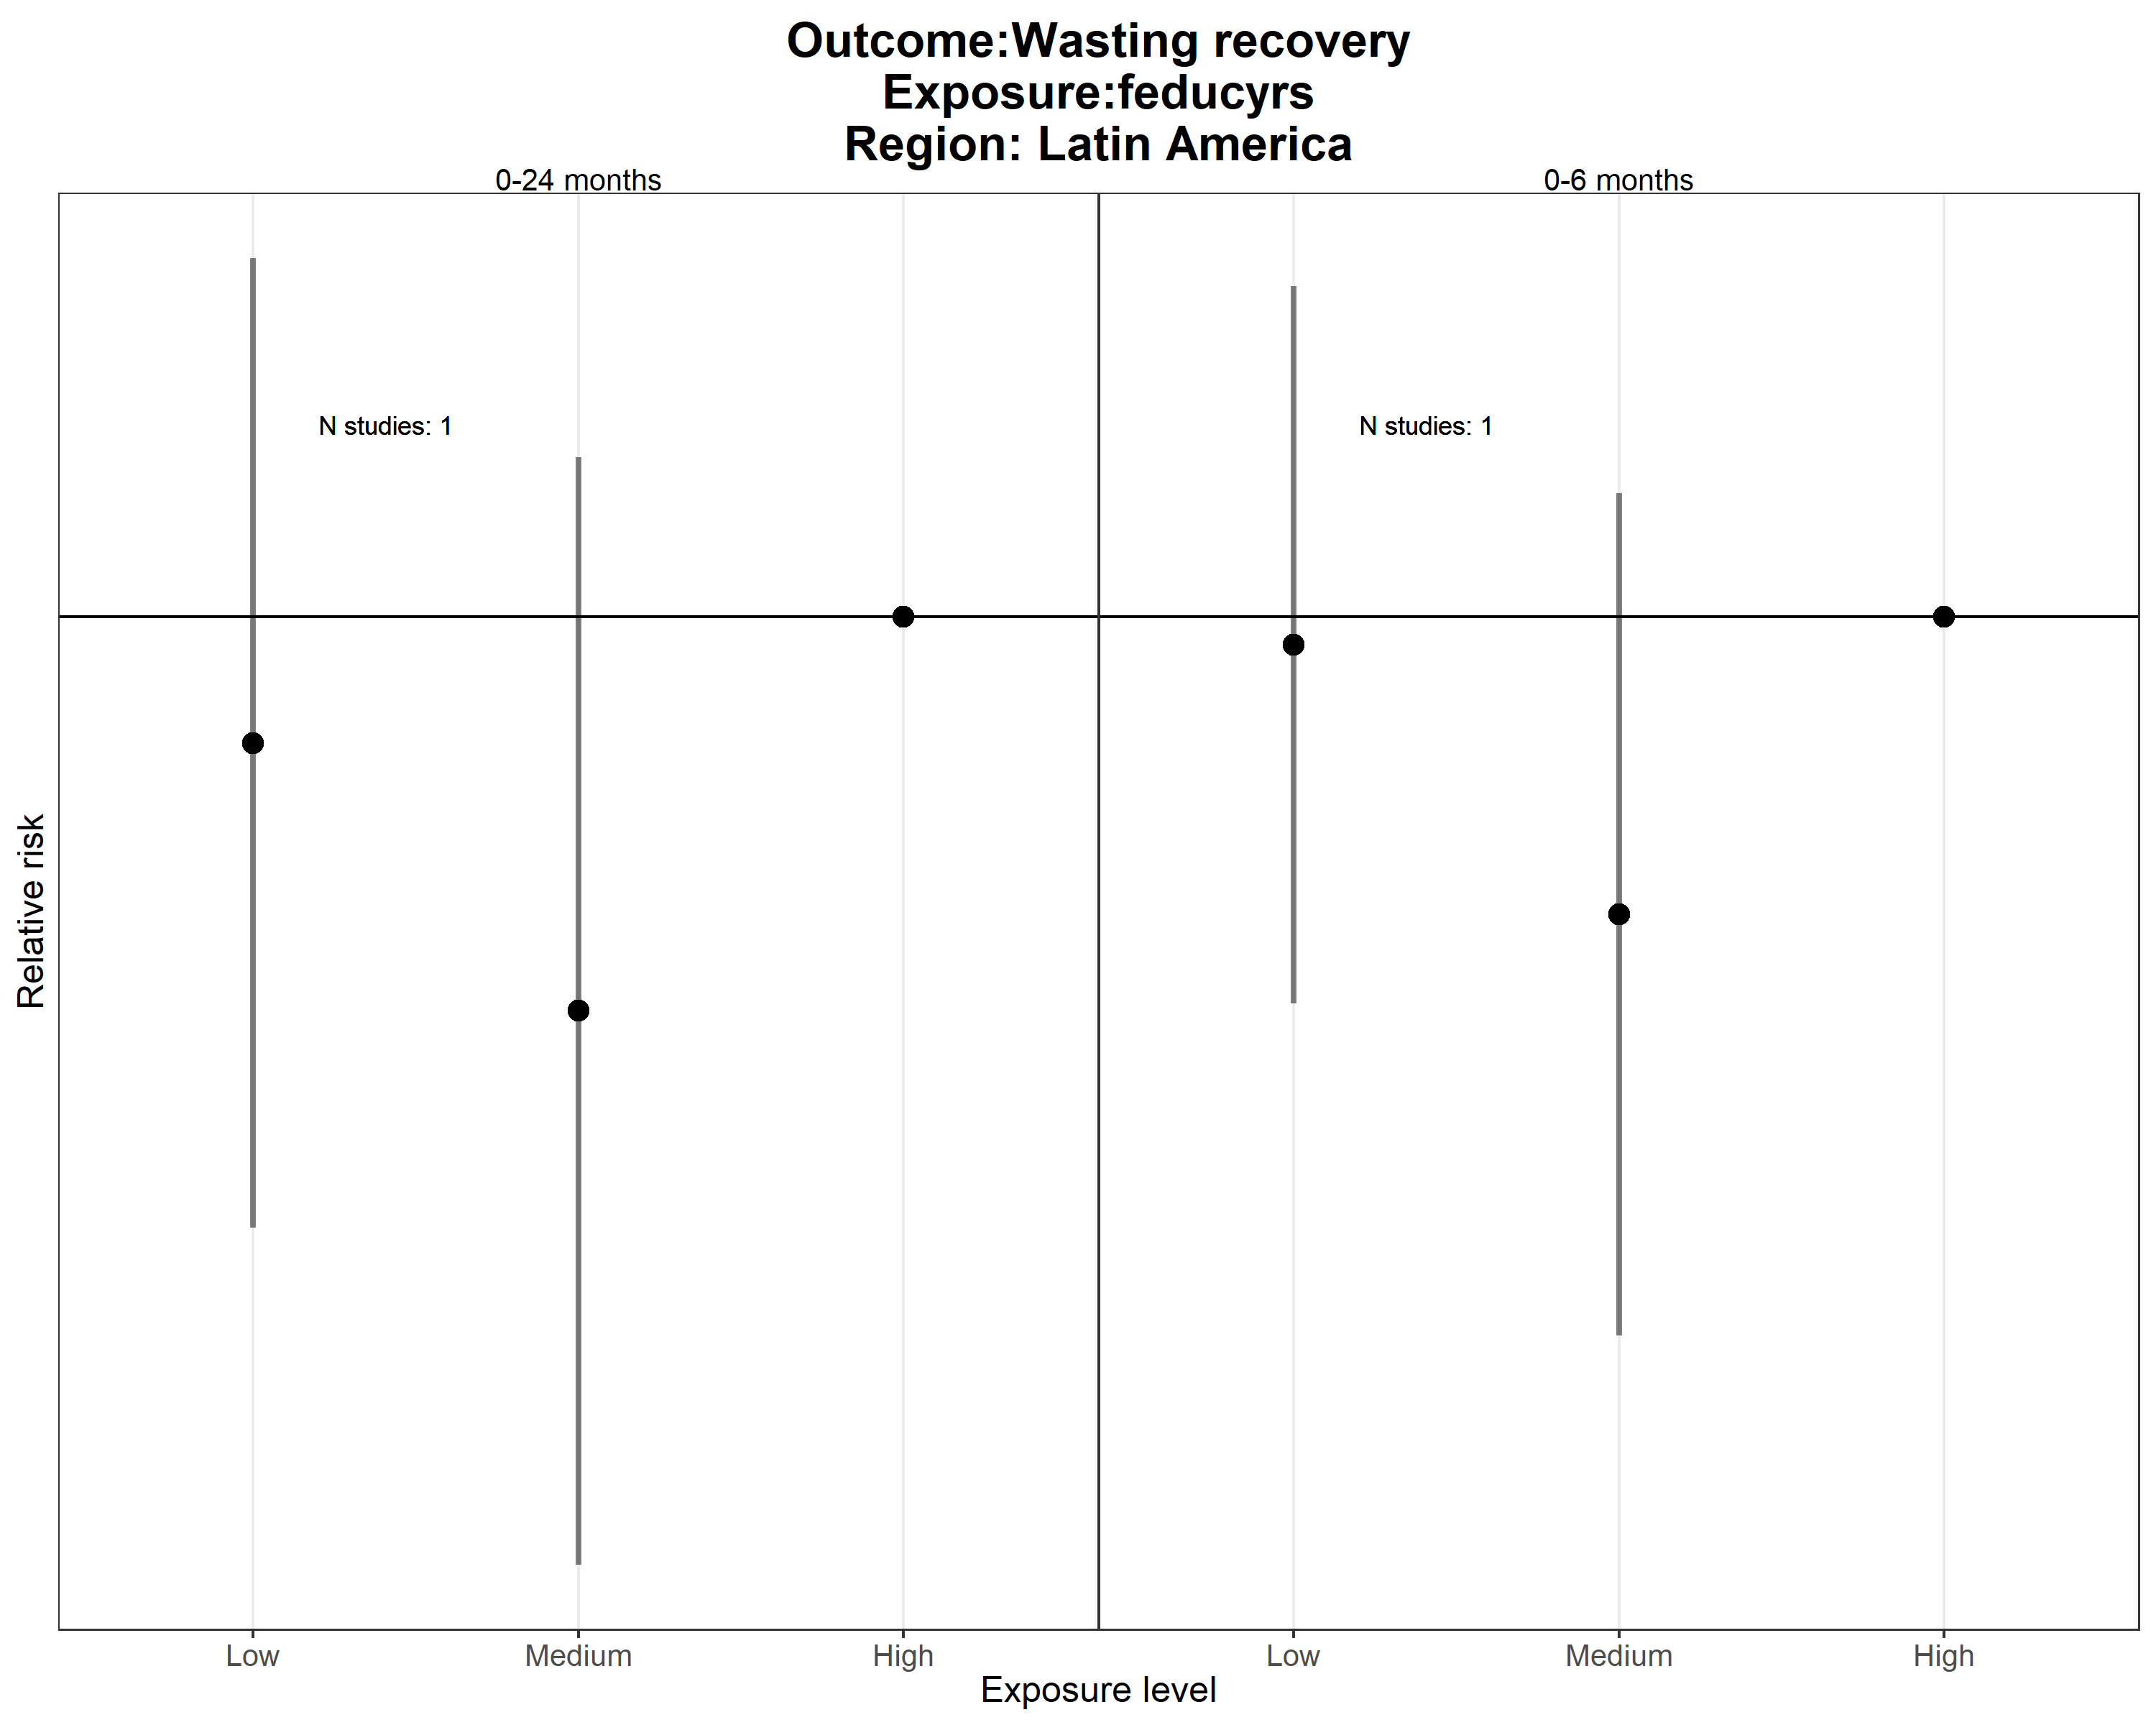 Outcome:Wasting recovery
Exposure:feducyrs
Region: Latin America
0-24 months
0-6 months
N studies: 1
N studies: 1
Relative risk
Low
Medium
High
Low
Medium
High
Exposure level